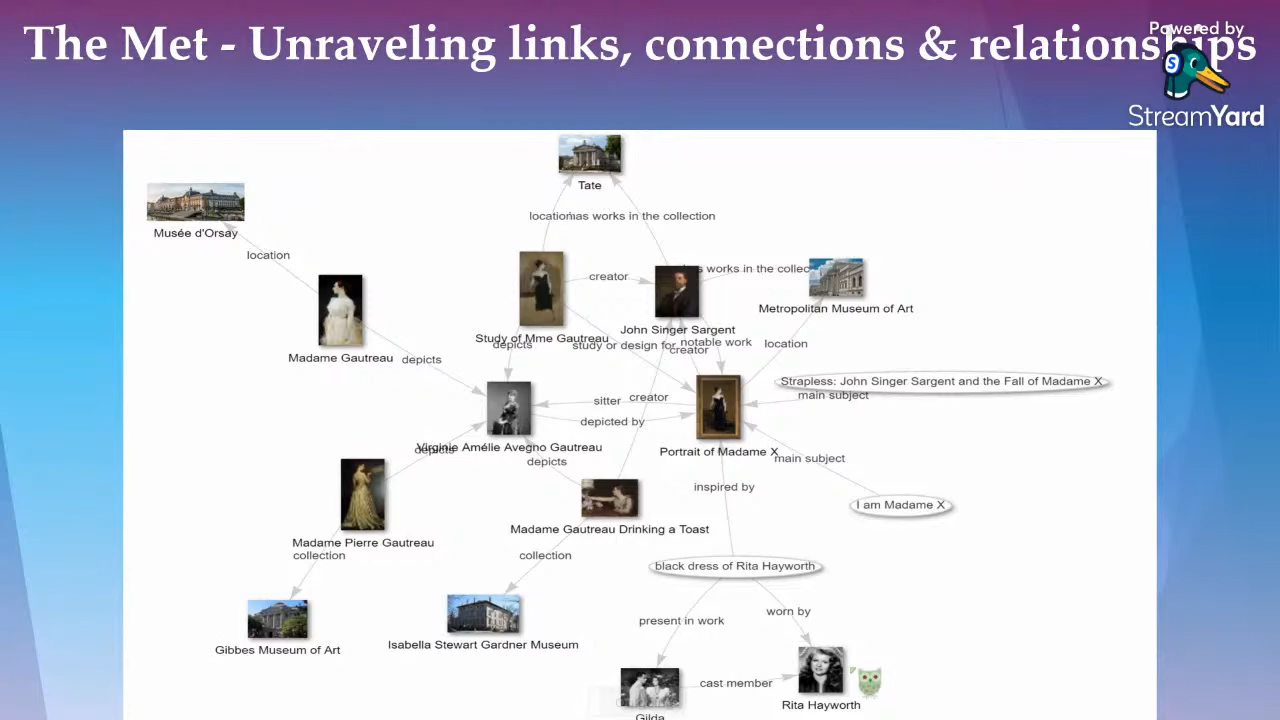 The Met - Unraveling links, connections & relationships
Powered by
StreamYard
Tate
Musée d'Orsay
location
has works in the collection
location
creator
works in the collec
Metropolitan Museum of Art
John Singer Sargent
Study of Mme Gautreau
depicts
study or design for
notable work
creator
location
Madame Gautreau
depicts
Strapless: John Singer Sargent and the Fall of Madame X
main subject
sitter
creator
depicted by
Virginie Amélie Avegno Gautreau
depicts
depicts
Portrait of Madame X
main subject
inspired by
I am Madame X
Madame Gautreau Drinking a Toast
Madame Pierre Gautreau
collection
collection
black dress of Rita Hayworth
present in work
worn by
Gibbes Museum of Art
Isabella Stewart Gardner Museum
cast member
Rita Hayworth
Gilda